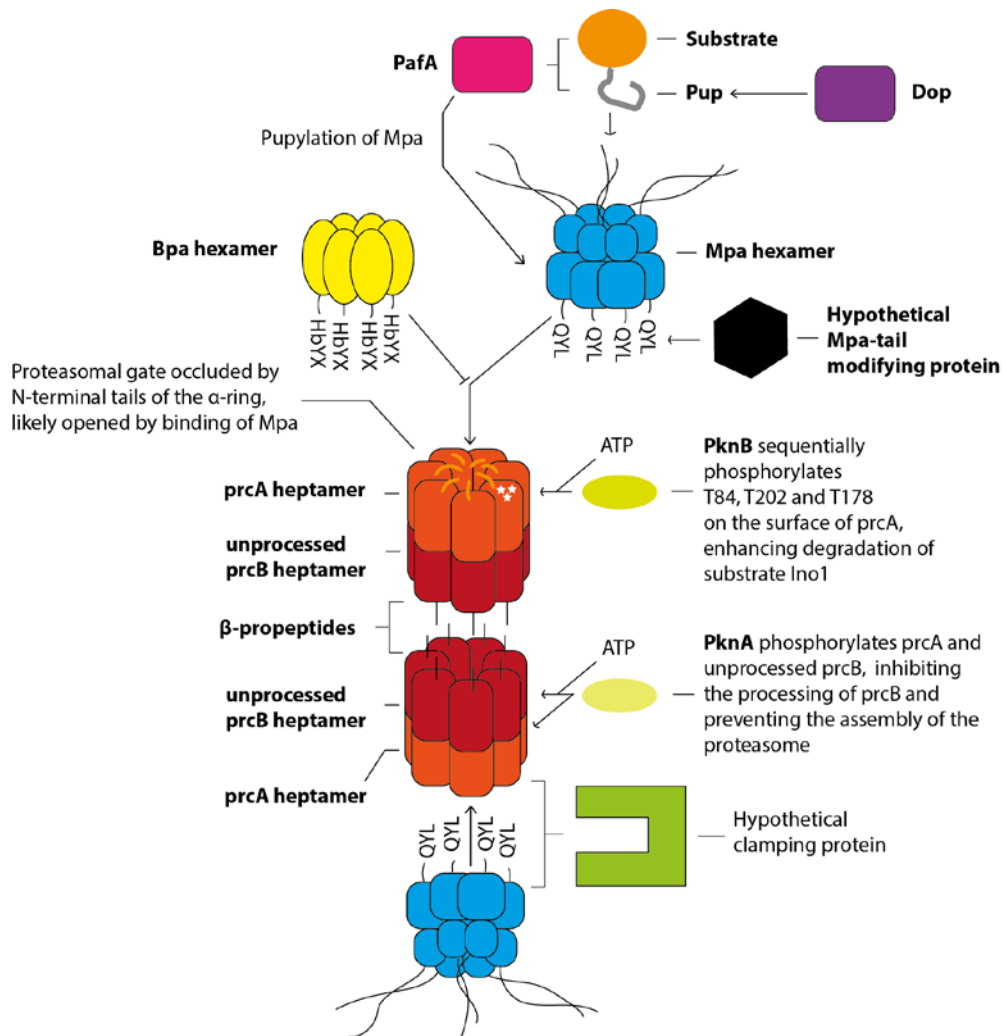 PafA
Substrate
Pup
Dop
Pupylation of Mpa
Bpa hexamer
Mpa hexamer
HbYX
HbYX
HbYX
HbYX
QYL
QYL
QYL
QYL
Hypothetical
Mpa-tail
modifying protein
Proteasomal gate occluded by
N-terminal tails of the α-ring,
likely opened by binding of Mpa
prcA heptamer
ATP
PknB sequentially
phosphorylates
T84, T202 and T178
on the surface of prcA,
enhancing degradation of
substrate Ino1
unprocessed
prcB heptamer
β-propeptides
ATP
PknA phosphorylates prcA and
unprocessed prcB, inhibiting
the processing of prcB and
preventing the assembly of the
proteasome
unprocessed
prcB heptamer
prcA heptamer
QYL
QYL
QYL
QYL
Hypothetical
clamping protein